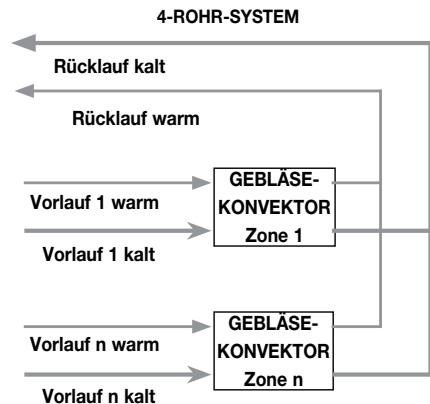 4-ROHR-SYSTEM
Rücklauf kalt
Rücklauf warm
Vorlauf 1 warm
Vorlauf 1 kalt
GEBLÄSE-
KONVEKTOR
Zone 1
Vorlauf n warm
Vorlauf n kalt
GEBLÄSE-
KONVEKTOR
Zone n